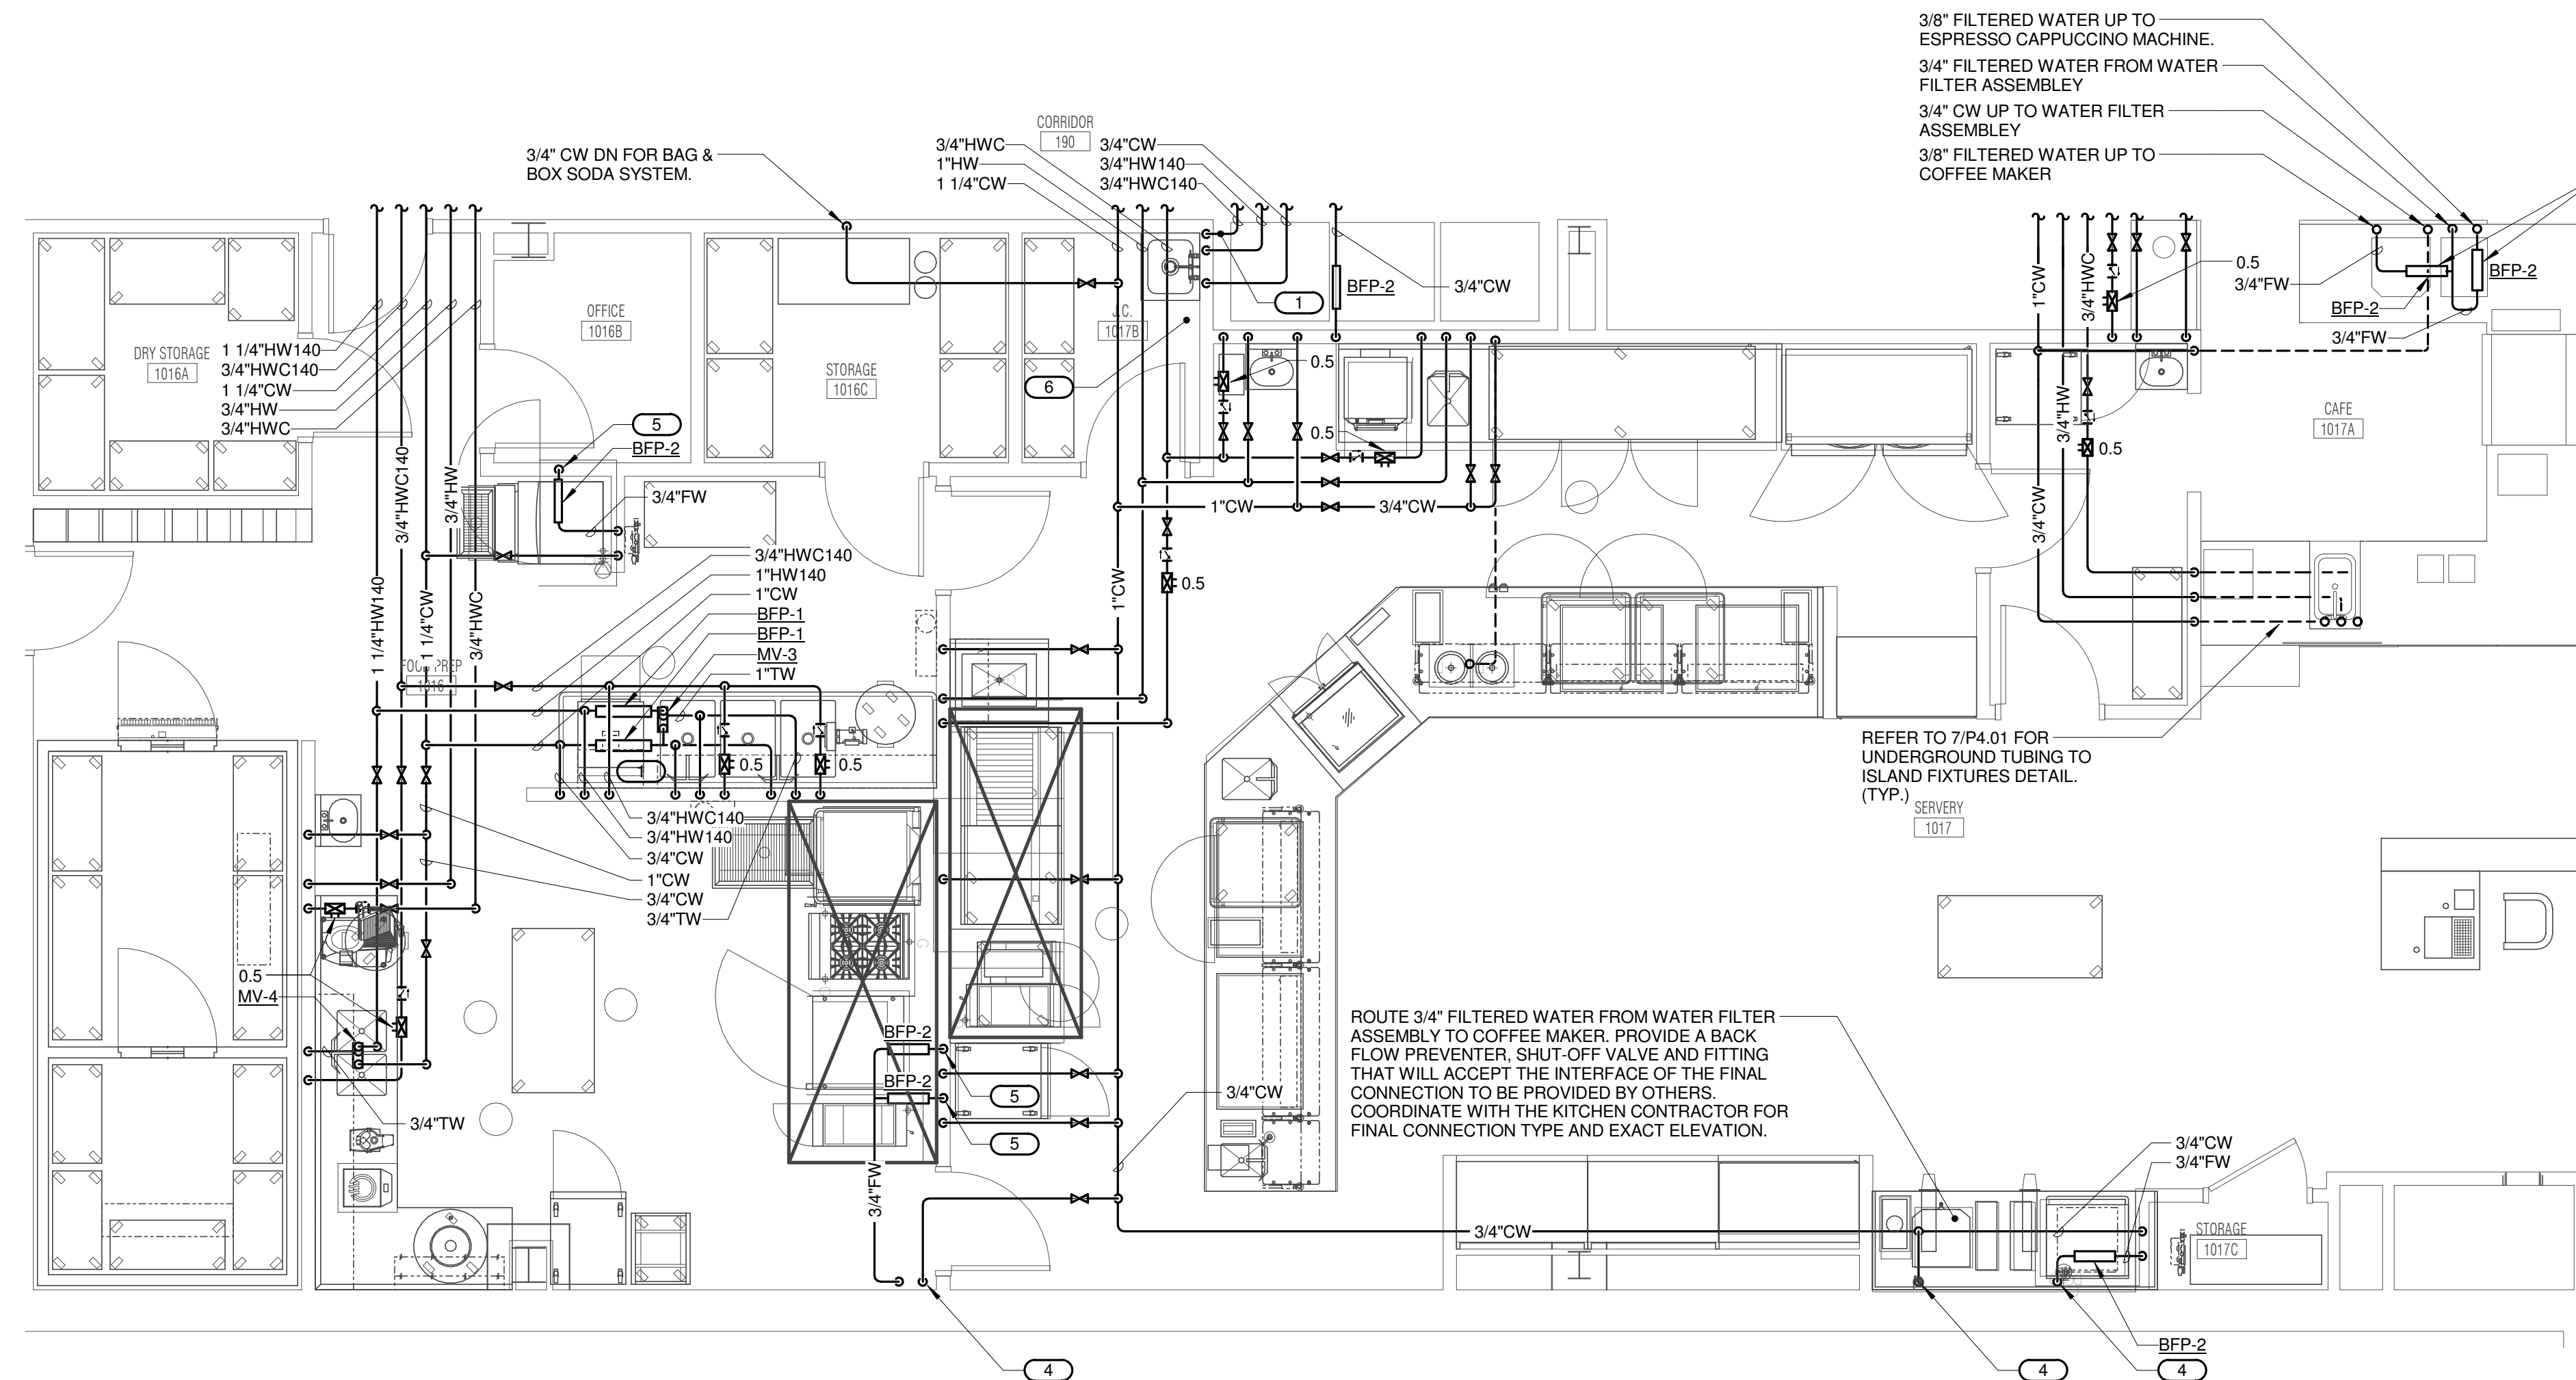 3/8" FILTERED WATER UP TO
ESPRESSO CAPPUCCINO MACHINE.
3/4" FILTERED WATER FROM WATER
FILTER ASSEMBLEY
3/4" CW UP TO WATER FILTER
ASSEMBLEY
3/8" FILTERED WATER UP TO
COFFEE MAKER
CORRIDOR
190
3/4"HWC
1"HW
1 1/4"CW
3/4"CW
3/4"HW140
3/4"HWC140
3/4" CW DN FOR BAG &
BOX SODA SYSTEM.
OFFICE
1016B
DRY STORAGE
1016A
1 1/4"HW140
3/4"HWC140
1 1/4"CW
3/4"HW
3/4"HWC
STORAGE
1016C
J.C.
1017B
1
6
BFP-2
3/4"CW
0.5
0.5
1"CW
3/4"CW
1"CW
3/4"HWC
3/4"HW
3/4"CW
0.5
0.5
3/4"FW
BFP-2
BFP-2
3/4"FW
CAFE
1017A
5
BFP-2
3/4"FW
3/4"HWC140
3/4"HW
1 1/4"HW140
1 1/4"CW
3/4"HWC
FOOD PREP
1016
3/4"HWC140
1"HW140
1"CW
BFP-1
BFP-1
MV-3
1"TW
1"CW
0.5
0.5
0.5
1
3/4"HWC140
3/4"HW140
3/4"CW
1"CW
3/4"CW
3/4"TW
0.5
MV-4
3/4"TW
REFER TO 7/P4.01 FOR
UNDERGROUND TUBING TO
ISLAND FIXTURES DETAIL.
(TYP.)
SERVERY
1017
BFP-2
BFP-2
5
5
3/4"FW
3/4"CW
ROUTE 3/4" FILTERED WATER FROM WATER FILTER
ASSEMBLY TO COFFEE MAKER. PROVIDE A BACK
FLOW PREVENTER, SHUT-OFF VALVE AND FITTING
THAT WILL ACCEPT THE INTERFACE OF THE FINAL
CONNECTION TO BE PROVIDED BY OTHERS.
COORDINATE WITH THE KITCHEN CONTRACTOR FOR
FINAL CONNECTION TYPE AND EXACT ELEVATION.
3/4"CW
3/4"FW
3/4"CW
STORAGE
1017C
BFP-2
4
4
4